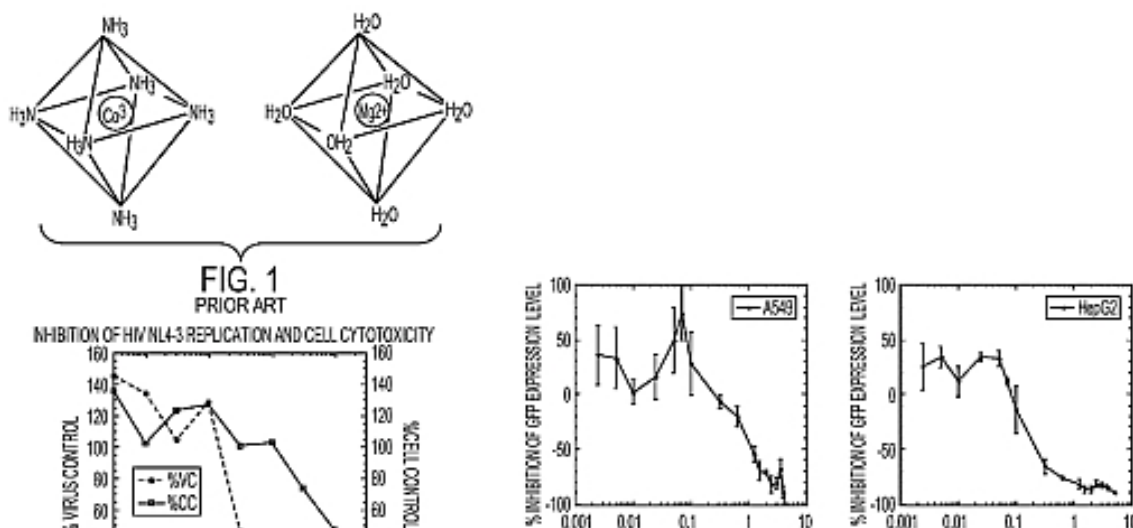 NH3
NH3
H3N
Co3
NH3
H3N
NH3
H2O
H2O
H2O
Mg2+
H2O
OH2
H2O
FIG. 1
PRIOR ART
INHIBITION OF HIV NL4-3 REPLICATION AND CELL CYTOTOXICITY
160
140
120
100
80
60
% VIRUS CONTROL
%VC
%CC
160
140
120
100
80
60
%CELL CONTROL
% INHIBITION OF GFP EXPRESSION LEVEL
100
50
0
-50
-100
A549
0.001
0.01
0.1
1
10
% INHIBITION OF GFP EXPRESSION LEVEL
100
50
0
-50
-100
HepG2
0.001
0.01
0.1
1
10